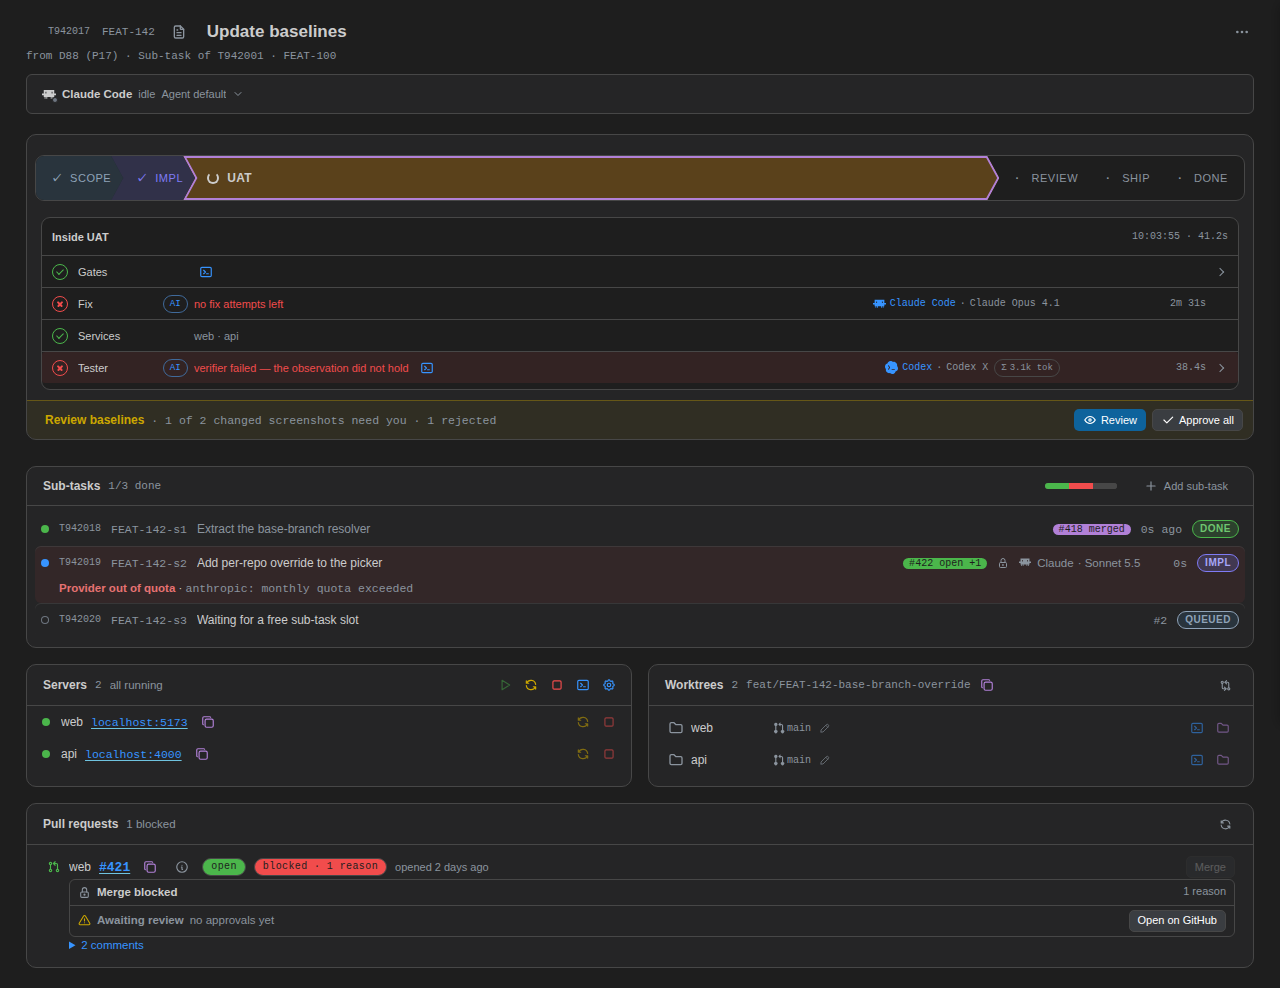 T942017 FEAT-142 Update baselines
from D88 (P17) · Sub-task of T942001 · FEAT-100
Claude Code idle Agent default
SCOPE IMPL UAT · REVIEW · SHIP · DONE
Inside UAT 10:03:55 · 41.2s
Gates
Fix AI no fix attempts left Claude Code · Claude Opus 4.1 2m 31s
Services web · api
Tester AI verifier failed — the observation did not hold Codex · Codex X Σ 3.1k tok 38.4s
Review baselines · 1 of 2 changed screenshots need you · 1 rejected Review Approve all
Sub-tasks 1/3 done Add sub-task
T942018 FEAT-142-s1 Extract the base-branch resolver #418 merged 0s ago DONE
T942019 FEAT-142-s2 Add per-repo override to the picker #422 open +1 Claude · Sonnet 5.5 0s IMPL
Provider out of quota · anthropic: monthly quota exceeded
T942020 FEAT-142-s3 Waiting for a free sub-task slot #2 QUEUED
Servers 2 all running
web localhost:5173
api localhost:4000
Worktrees 2 feat/FEAT-142-base-branch-override
web main
api main
Pull requests 1 blocked
web #421 open blocked · 1 reason opened 2 days ago Merge
Merge blocked 1 reason
Awaiting review no approvals yet Open on GitHub
2 comments